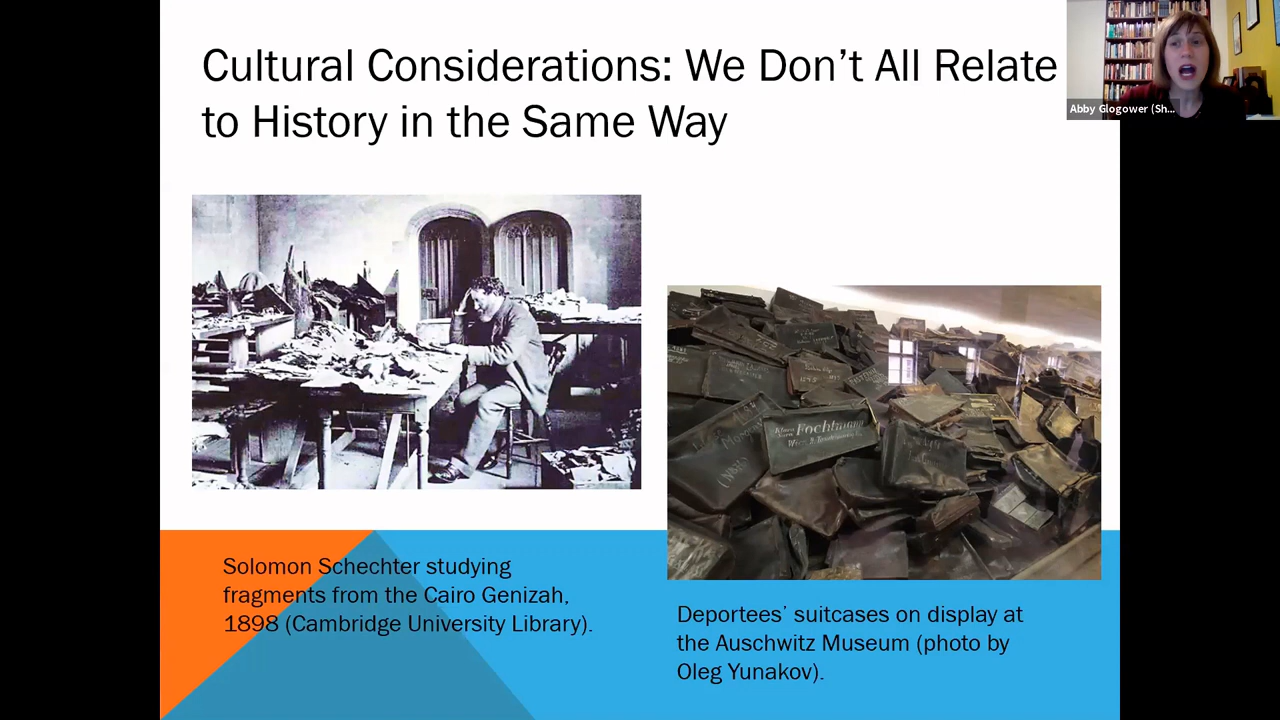 Cultural Considerations: We Don’t All Relate
to History in the Same Way
Abby Glogower (Sh...
Fochtmann
Solomon Schechter studying
fragments from the Cairo Genizah,
1898 (Cambridge University Library).
Deportees’ suitcases on display at
the Auschwitz Museum (photo by
Oleg Yunakov).